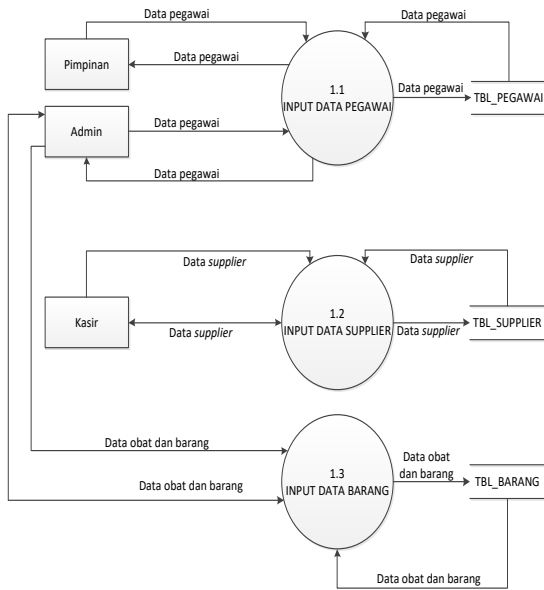 Data pegawai
Data pegawai
Pimpinan
Data pegawai
1.1
INPUT DATA PEGAWAI
Data pegawai
TBL_PEGAWAI
Admin
Data pegawai
Data pegawai
Data supplier
Data supplier
Kasir
Data supplier
1.2
INPUT DATA SUPPLIER
Data supplier
TBL_SUPPLIER
Data obat dan barang
Data obat dan barang
1.3
INPUT DATA BARANG
Data obat
dan barang
TBL_BARANG
Data obat dan barang